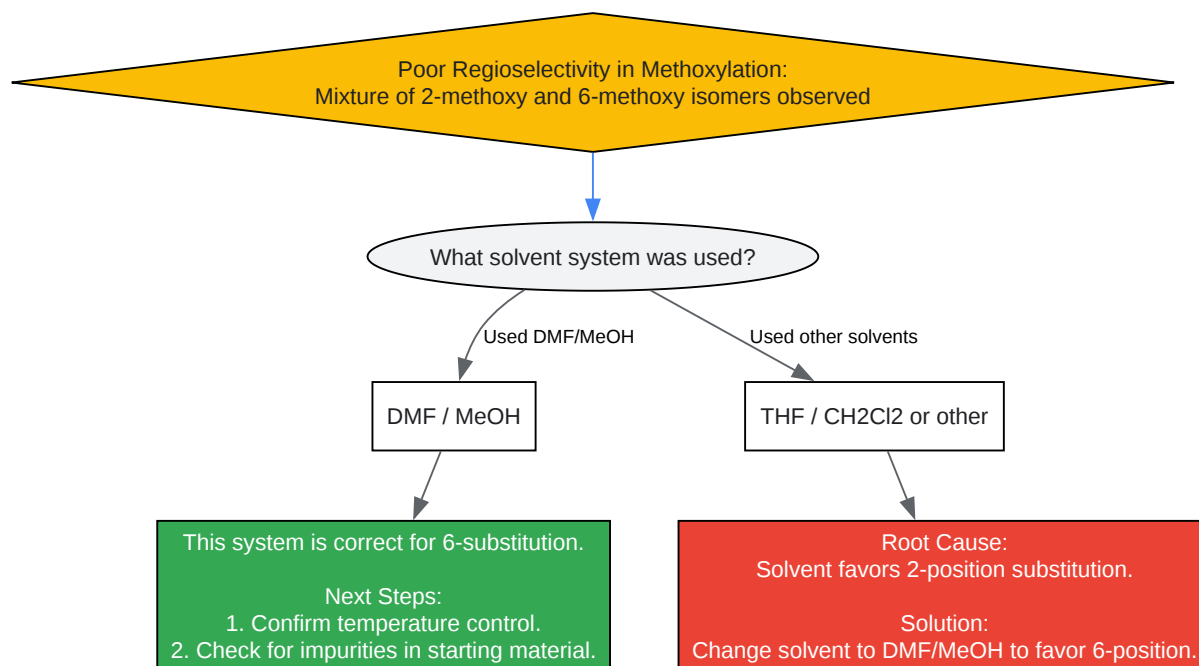 Poor Regioselectivity in Methoxylation:
Mixture of 2-methoxy and 6-methoxy isomers observed
What solvent system was used?
Used DMF/MeOH
Used other solvents
DMF / MeOH
THF / CH2Cl2 or other
This system is correct for 6-substitution.
Next Steps:
1. Confirm temperature control.
2. Check for impurities in starting material.
Root Cause:
Solvent favors 2-position substitution.
Solution:
Change solvent to DMF/MeOH to favor 6-position.